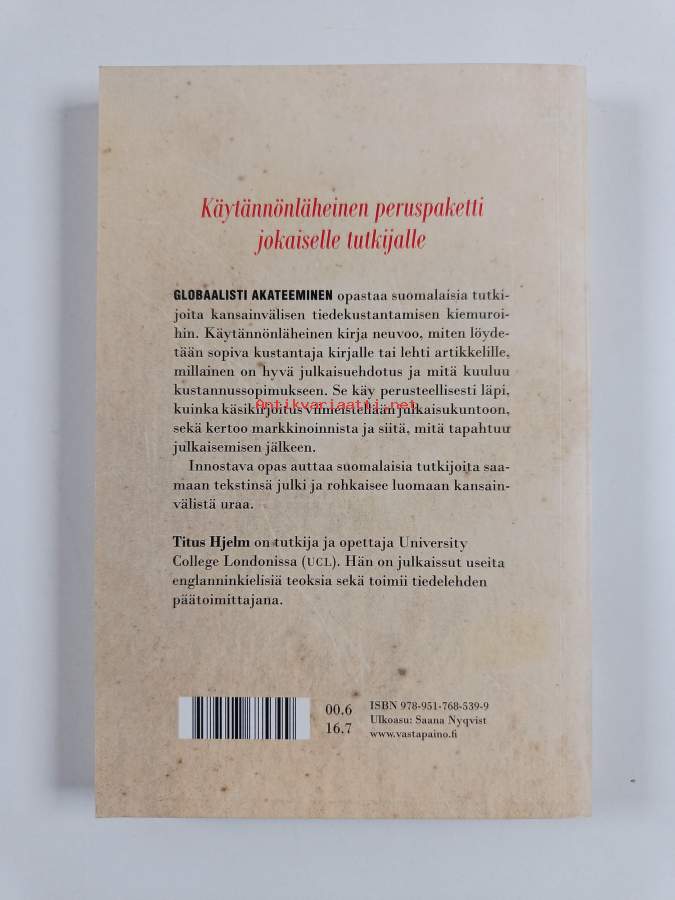 Käytännönläheinen peruspaketti
jokaiselle tutkijalle
GLOBAALISTI AKATEEMINEN opastaa suomalaisia tutki-
joita kansainvälisen tiedekustantamisen kiemuroi-
hin. Käytännönläheinen kirja neuvoo, miten löyde-
tään sopiva kustantaja kirjalle tai lehti artikkelille,
millainen on hyvä julkaisuehdotus ja mitä kuuluu
kustannussopimukseen. Se käy perusteellisesti läpi,
Antikvariaatti.net
kuinka käsikirjoitus viimeistellään julkaisukuntoon,
sekä kertoo markkinoinnista ja siitä, mitä tapahtuu
julkaisemisen jälkeen.
Innostava opas auttaa suomalaisia tutkijoita saa-
maan tekstinsä julki ja rohkaisee luomaan kansain-
välistä uraa.
Titus Hjelm on tutkija ja opettaja University
College Londonissa (UCL). Hän on julkaissut useita
englanninkielisiä teoksia sekä toimii tiedelehden
päätoimittajana.
00.6
16.7
ISBN 978-951-768-539-9
Ulkoasu: Saana Nyqvist
www.vastapaino.fi